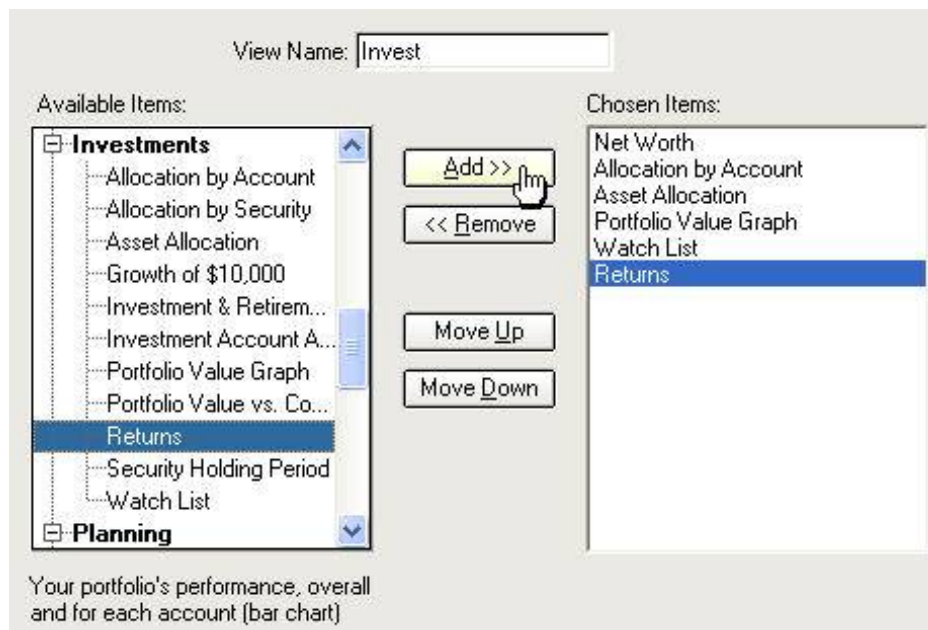 View Name: Invest
Available Items:
Investments
Allocation by Account
Allocation by Security
Asset Allocation
Growth of $10,000
Investment & Retirem...
Investment Account A...
Portfolio Value Graph
Portfolio Value vs. Co...
Returns
Security Holding Period
Watch List
Planning
Your portfolio's performance, overall
and for each account (bar chart)
Add >>
<< Remove
Move Up
Move Down
Chosen Items:
Net Worth
Allocation by Account
Asset Allocation
Portfolio Value Graph
Watch List
Returns